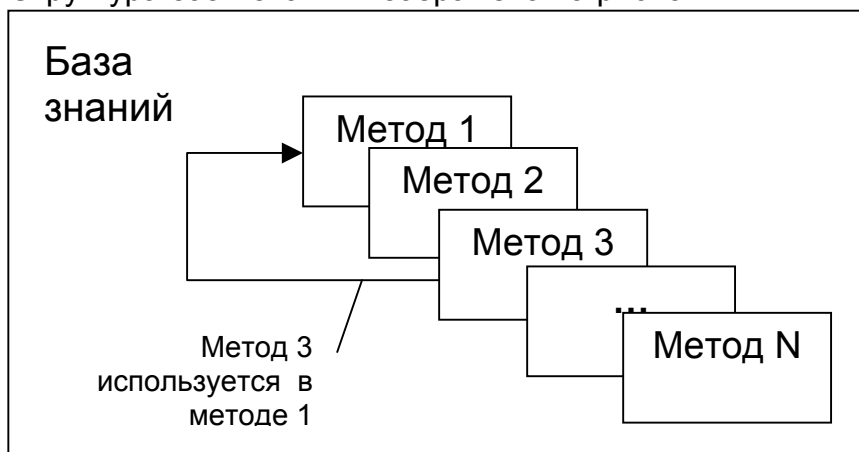 База
знаний
Метод 1
Метод 2
Метод 3
...
Метод N
Метод 3
используется в
методе 1